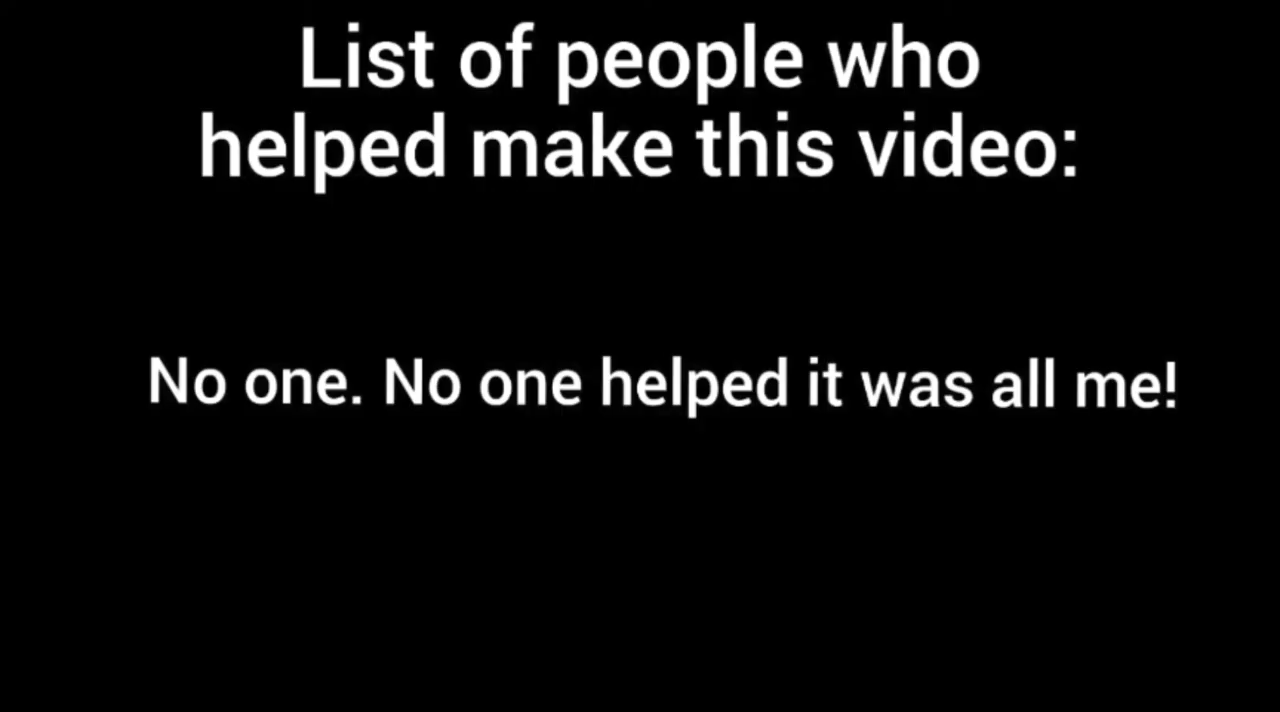 List of people who
helped make this video:
No one. No one helped it was all me!